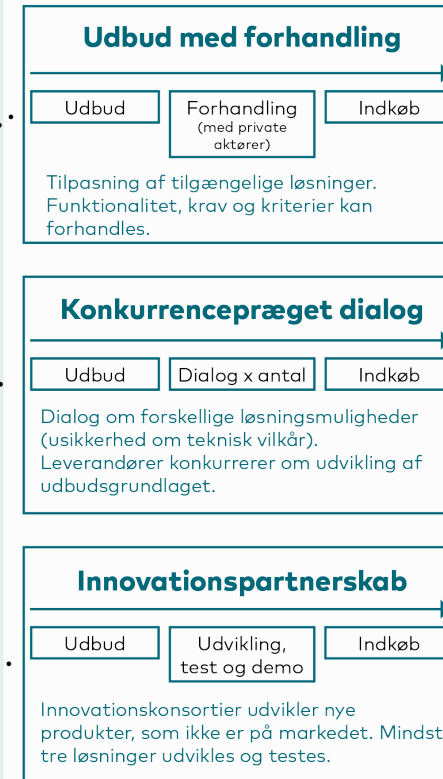 Udbud med forhandling
Udbud
Forhandling
(med private
aktører)
Indkøb
Tilpasning af tilgængelige løsninger.
Funktionalitet, krav og kriterier kan
forhandles.
Konkurrencepræget dialog
Udbud
Dialog x antal
Indkøb
Dialog om forskellige løsningsmuligheder
(usikkerhed om teknisk vilkår).
Leverandører konkurrerer om udvikling af
udbudsgrundlaget.
Innovationspartnerskab
Udbud
Udvikling,
test og demo
Indkøb
Innovationskonsortier udvikler nye
produkter, som ikke er på markedet. Mindst
tre løsninger udvikles og testes.